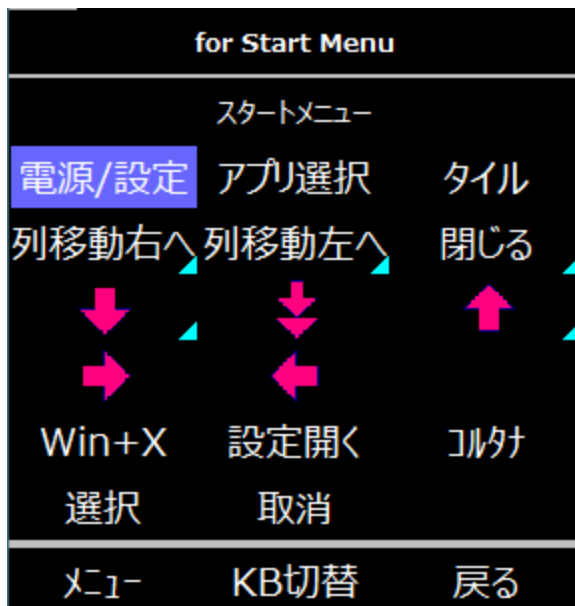 for Start Menu
スタートメニュー
電源/設定 アプリ選択 タイル
列移動右へ 列移動左へ 閉じる
Win+X 設定開く コルタナ
選択 取消
メニュー KB切替 戻る